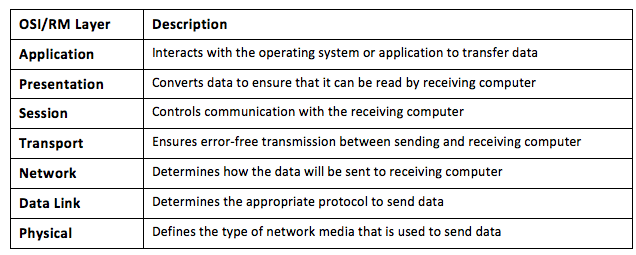 OSI/RM Layer Description
Application Interacts with the operating system or application to transfer data
Presentation Converts data to ensure that it can be read by receiving computer
Session Controls communication with the receiving computer
Transport Ensures error-free transmission between sending and receiving computer
Network Determines how the data will be sent to receiving computer
Data Link Determines the appropriate protocol to send data
Physical Defines the type of network media that is used to send data